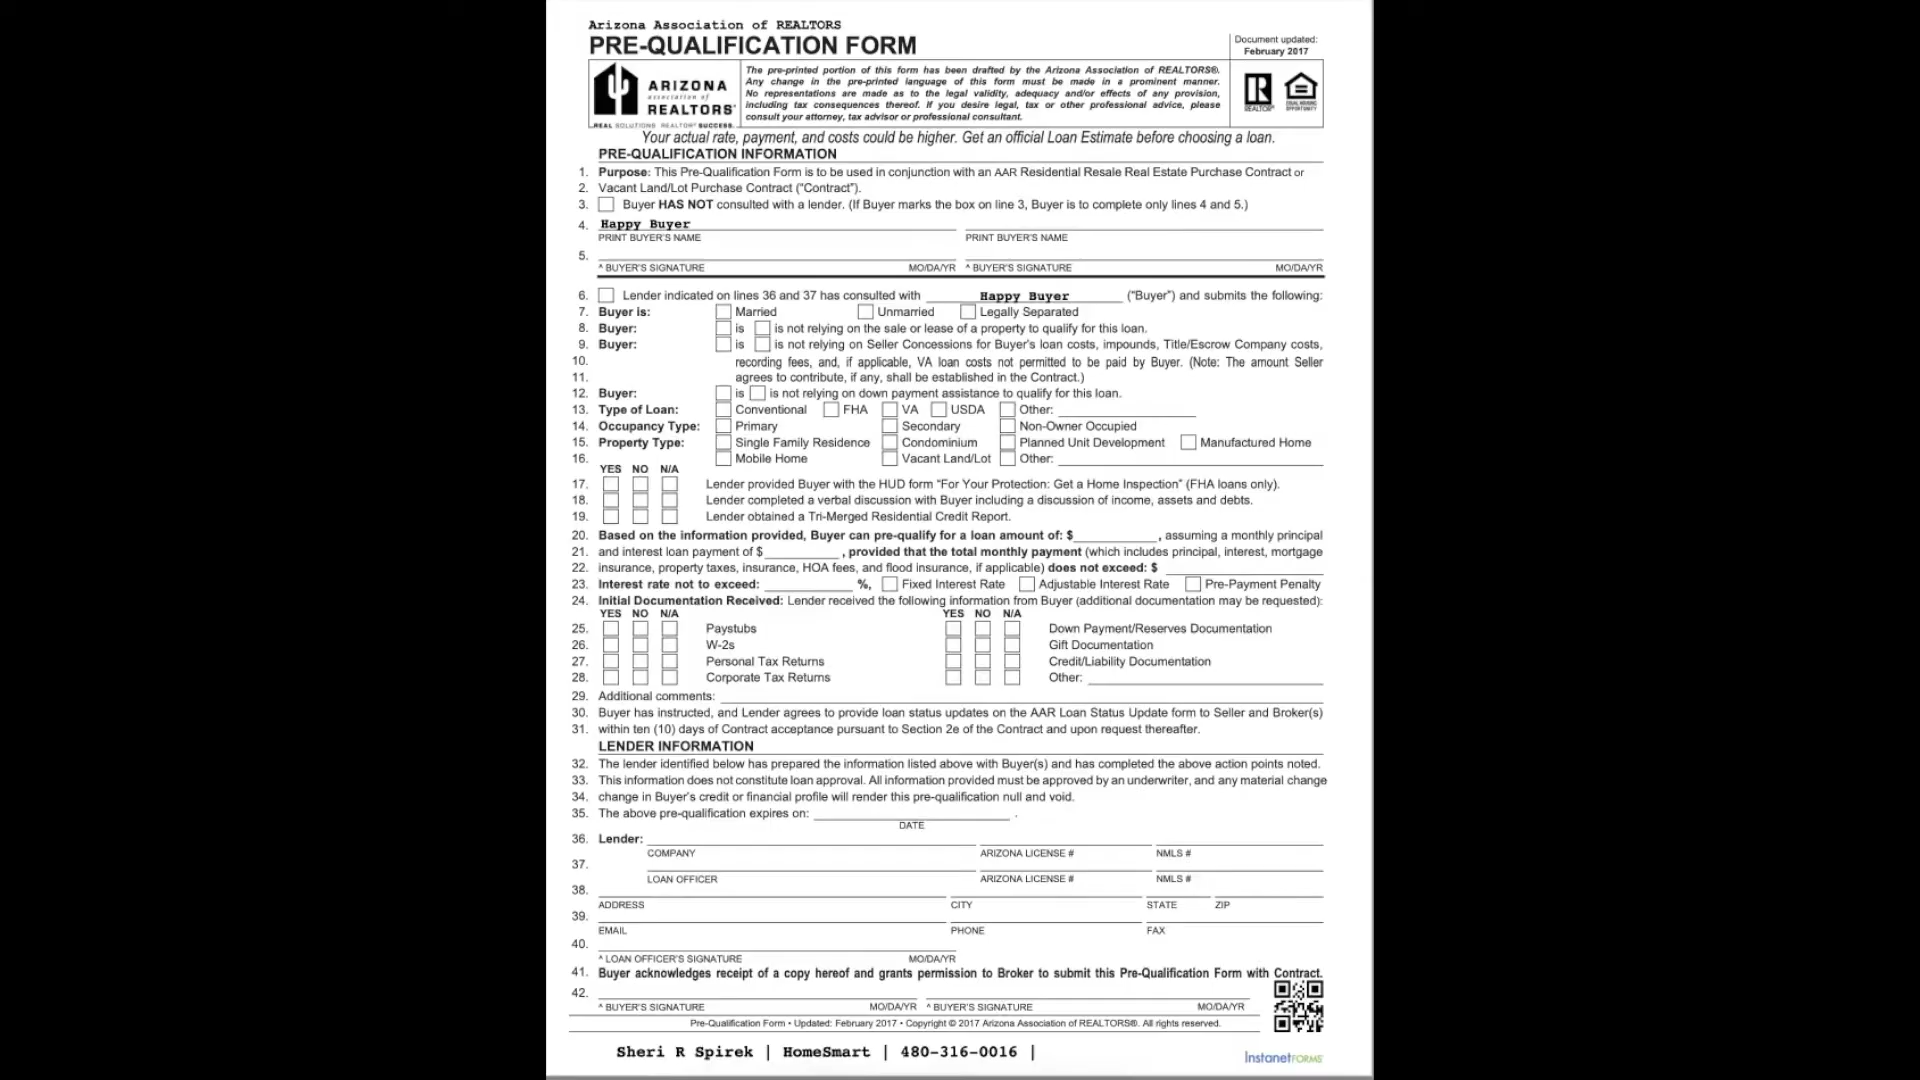 Arizona Association of REALTORS
PRE-QUALIFICATION FORM
Document updated:
February 2017
ARIZONA
association of
REALTORS®
REAL SOLUTIONS. REALTOR® SUCCESS.
The pre-printed portion of this form has been drafted by the Arizona Association of REALTORS®.
Any change in the pre-printed language of this form must be made in a prominent manner.
No representations are made as to the legal validity, adequacy and/or effects of any provision,
including tax consequences thereof. If you desire legal, tax or other professional advice, please
consult your attorney, tax advisor or professional consultant.
REALTOR®
EQUAL HOUSING
OPPORTUNITY
Your actual rate, payment, and costs could be higher. Get an official Loan Estimate before choosing a loan.
PRE-QUALIFICATION INFORMATION
1. Purpose: This Pre-Qualification Form is to be used in conjunction with an AAR Residential Resale Real Estate Purchase Contract or
2. Vacant Land/Lot Purchase Contract (“Contract”).
3. Buyer HAS NOT consulted with a lender. (If Buyer marks the box on line 3, Buyer is to complete only lines 4 and 5.)
4. Happy Buyer
PRINT BUYER'S NAME PRINT BUYER'S NAME
5.
^ BUYER'S SIGNATURE MO/DA/YR ^ BUYER'S SIGNATURE MO/DA/YR
6. Lender indicated on lines 36 and 37 has consulted with Happy Buyer (“Buyer”) and submits the following:
7. Buyer is: Married Unmarried Legally Separated
8. Buyer: is is not relying on the sale or lease of a property to qualify for this loan.
9. Buyer: is is not relying on Seller Concessions for Buyer's loan costs, impounds, Title/Escrow Company costs,
10. recording fees, and, if applicable, VA loan costs not permitted to be paid by Buyer. (Note: The amount Seller
11. agrees to contribute, if any, shall be established in the Contract.)
12. Buyer: is is not relying on down payment assistance to qualify for this loan.
13. Type of Loan: Conventional FHA VA USDA Other:
14. Occupancy Type: Primary Secondary Non-Owner Occupied
15. Property Type: Single Family Residence Condominium Planned Unit Development Manufactured Home
16. Mobile Home Vacant Land/Lot Other:
YES NO N/A
17. Lender provided Buyer with the HUD form “For Your Protection: Get a Home Inspection” (FHA loans only).
18. Lender completed a verbal discussion with Buyer including a discussion of income, assets and debts.
19. Lender obtained a Tri-Merged Residential Credit Report.
20. Based on the information provided, Buyer can pre-qualify for a loan amount of: $ , assuming a monthly principal
21. and interest loan payment of $ , provided that the total monthly payment (which includes principal, interest, mortgage
22. insurance, property taxes, insurance, HOA fees, and flood insurance, if applicable) does not exceed: $
23. Interest rate not to exceed: %, Fixed Interest Rate Adjustable Interest Rate Pre-Payment Penalty
24. Initial Documentation Received: Lender received the following information from Buyer (additional documentation may be requested):
YES NO N/A YES NO N/A
25. Paystubs Down Payment/Reserves Documentation
26. W-2s Gift Documentation
27. Personal Tax Returns Credit/Liability Documentation
28. Corporate Tax Returns Other:
29. Additional comments:
30. Buyer has instructed, and Lender agrees to provide loan status updates on the AAR Loan Status Update form to Seller and Broker(s)
31. within ten (10) days of Contract acceptance pursuant to Section 2e of the Contract and upon request thereafter.
LENDER INFORMATION
32. The lender identified below has prepared the information listed above with Buyer(s) and has completed the above action points noted.
33. This information does not constitute loan approval. All information provided must be approved by an underwriter, and any material change
34. change in Buyer's credit or financial profile will render this pre-qualification null and void.
35. The above pre-qualification expires on: .
DATE
36. Lender:
COMPANY ARIZONA LICENSE # NMLS #
37.
LOAN OFFICER ARIZONA LICENSE # NMLS #
38.
ADDRESS CITY STATE ZIP
39.
EMAIL PHONE FAX
40.
^ LOAN OFFICER'S SIGNATURE MO/DA/YR
41. Buyer acknowledges receipt of a copy hereof and grants permission to Broker to submit this Pre-Qualification Form with Contract.
42.
^ BUYER'S SIGNATURE MO/DA/YR ^ BUYER'S SIGNATURE MO/DA/YR
Pre-Qualification Form • Updated: February 2017 • Copyright © 2017 Arizona Association of REALTORS®. All rights reserved.
Sheri R Spirek | HomeSmart | 480-316-0016 |
InstanetFORMS